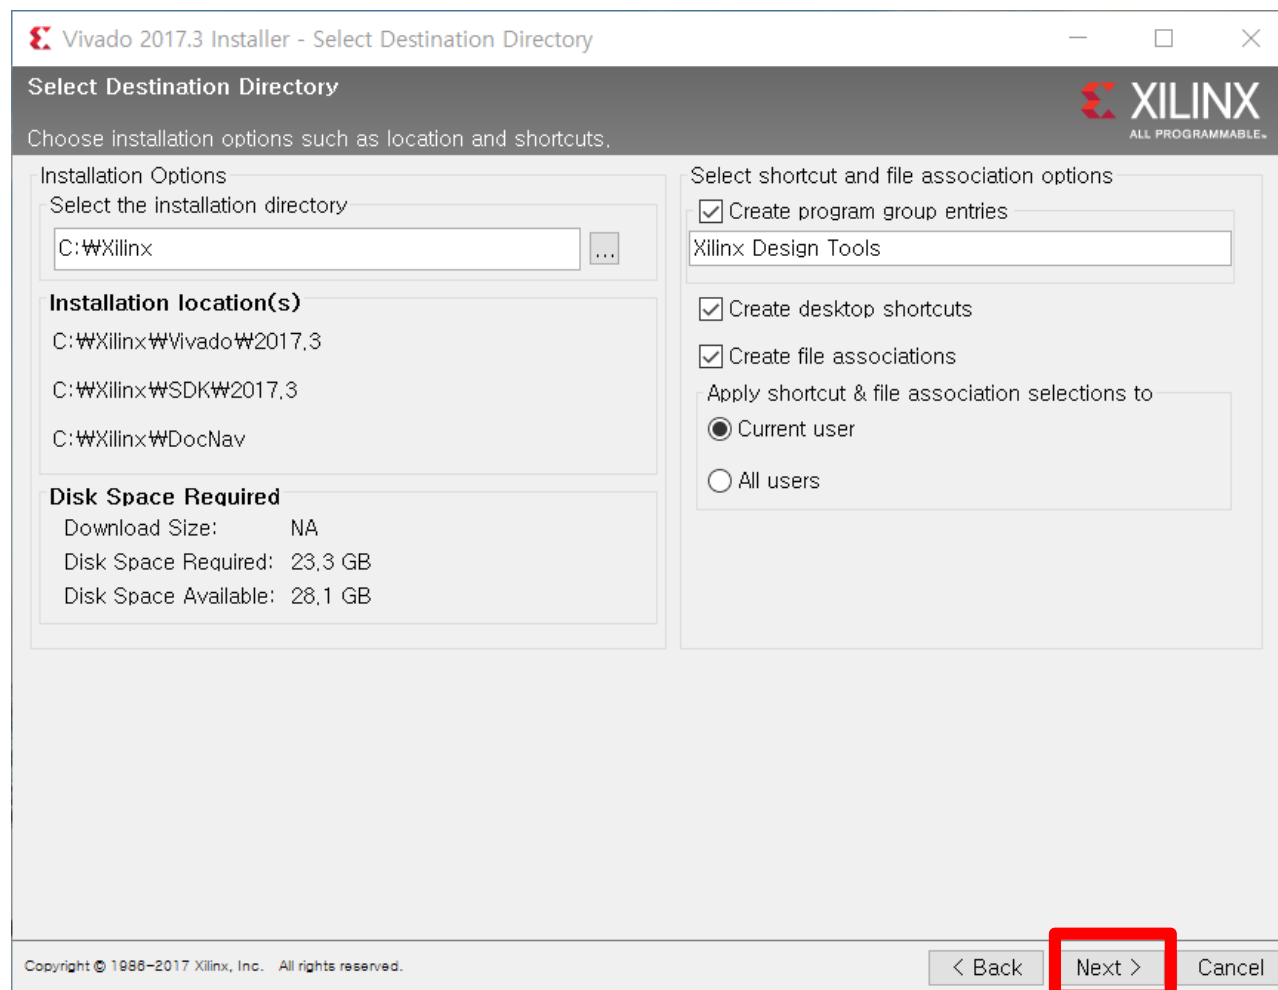 Vivado 2017.3 Installer - Select Destination Directory
Select Destination Directory
XILINX
ALL PROGRAMMABLE™
Choose installation options such as location and shortcuts.
Installation Options
Select the installation directory
C:₩Xilinx
...
Installation location(s)
C:₩Xilinx₩Vivado₩2017.3
C:₩Xilinx₩SDK₩2017.3
C:₩Xilinx₩DocNav
Disk Space Required
Download Size: NA
Disk Space Required: 23.3 GB
Disk Space Available: 28.1 GB
Select shortcut and file association options
Create program group entries
Xilinx Design Tools
Create desktop shortcuts
Create file associations
Apply shortcut & file association selections to
Current user
All users
Copyright © 1986-2017 Xilinx, Inc. All rights reserved.
< Back
Next >
Cancel